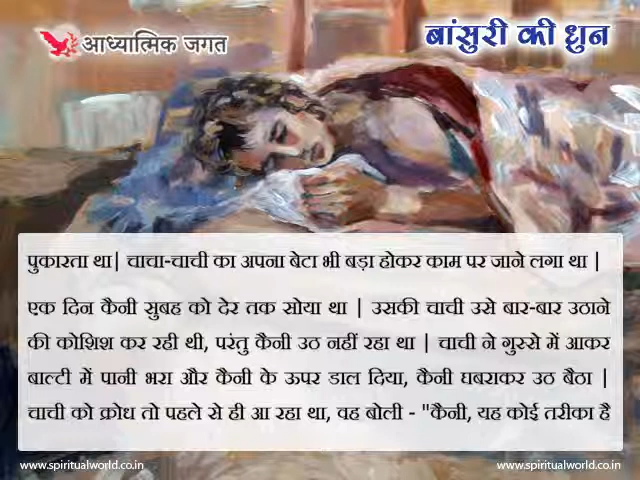 आध्यात्मिक जगत
बांसुरी की धुन
पुकारता था| चाचा-चाची का अपना बेटा भी बड़ा होकर काम पर जाने लगा था |
एक दिन कैनी सुबह को देर तक सोया था | उसकी चाची उसे बार-बार उठाने
की कोशिश कर रही थी, परंतु कैनी उठ नहीं रहा था | चाची ने गुस्से में आकर
बाल्टी में पानी भरा और कैनी के ऊपर डाल दिया, कैनी घबराकर उठ बैठा |
चाची को क्रोध तो पहले से ही आ रहा था, वह बोली - "कैनी, यह कोई तरीका है
www.spiritualworld.co.in
www.spiritualworld.co.in